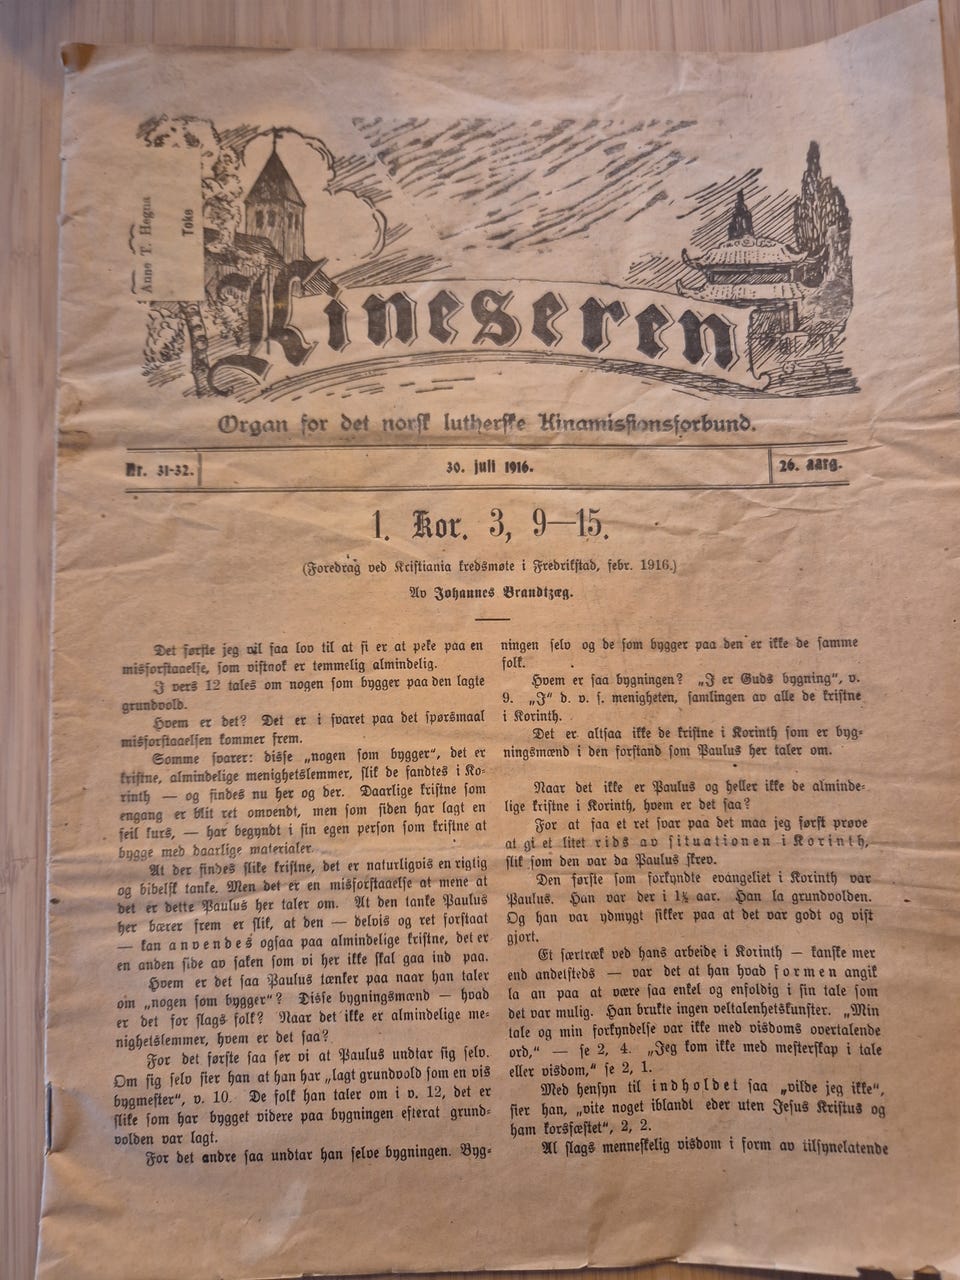 Anne T. Hegna
Toke
Kineseren
Organ for det norsk lutherske Kinamissionsforbund.
Nr. 31-32.
30. juli 1916.
26. aarg.
1. Kor. 3, 9—15.
(Foredrag ved Kristiania kredsmøte i Fredrikstad, febr. 1916.)
Av Johannes Brandtzæg.
Det første jeg vil faa lov til at si er at peke paa en
misforstaaelse, som vistnok er temmelig almindelig.
I vers 12 tales om nogen som bygger paa den lagte
grundvold.
Hvem er det? Det er i svaret paa det spørsmaal
misforstaaelsen kommer frem.
Somme svarer: disse „nogen som bygger“, det er
kristne, almindelige menighetslemmer, slik de fandtes i Ko-
rinth — og findes nu her og der. Daarlige kristne som
engang er blit ret omvendt, men som siden har lagt en
feil kurs, — har begyndt i sin egen person som kristne at
bygge med daarlige materialer.
At der findes slike kristne, det er naturligvis en rigtig
og bibelsk tanke. Men det er en misforstaaelse at mene at
det er dette Paulus her taler om. At den tanke Paulus
her bærer frem er slik, at den — delvis og ret forstaat
— kan anvendes ogsaa paa almindelige kristne, det er
en anden side av saken som vi her ikke skal gaa ind paa.
Hvem er det saa Paulus tænker paa naar han taler
om „nogen som bygger“? Disse bygningsmænd — hvad
er det for slags folk? Naar det ikke er almindelige me-
nighetslemmer, hvem er det saa?
For det første saa ser vi at Paulus undtar sig selv.
Om sig selv sier han at han har „lagt grundvold som en vis
bygmester“, v. 10. De folk han taler om i v. 12, det er
slike som har bygget videre paa bygningen efterat grund-
volden var lagt.
For det andre saa undtar han selve bygningen. Byg-
ningen selv og de som bygger paa den er ikke de samme
folk.
Hvem er saa bygningen? „I er Guds bygning“, v.
9. „I“ d. v. s. menigheten, samlingen av alle de kristne
i Korinth.
Det er altsaa ikke de kristne i Korinth som er byg-
ningsmænd i den forstand som Paulus her taler om.
Naar det ikke er Paulus og heller ikke de alminde-
lige kristne i Korinth, hvem er det saa?
For at faa et ret svar paa det maa jeg først prøve
at gi et litet rids av situationen i Korinth,
slik som den var da Paulus skrev.
Den første som forkyndte evangeliet i Korinth var
Paulus. Han var der i 1½ aar. Han la grundvolden.
Og han var ydmygt sikker paa at det var godt og vist
gjort.
Et særtræk ved hans arbeide i Korinth — kanske mer
end andelsteds — var det at han hvad formen angik
la an paa at være saa enkel og enfoldig i sin tale som
det var mulig. Han brukte ingen veltalenhetskunster. „Min
tale og min forkyndelse var ikke med visdoms overtalende
ord,“ — se 2, 4. „Jeg kom ikke med mesterskap i tale
eller visdom,“ se 2, 1.
Med hensyn til indholdet saa „vilde jeg ikke“,
sier han, „vite noget iblandt eder uten Jesus Kristus og
ham korsfæstet“, 2, 2.
Al slags menneskelig visdom i form av tilsynelatende